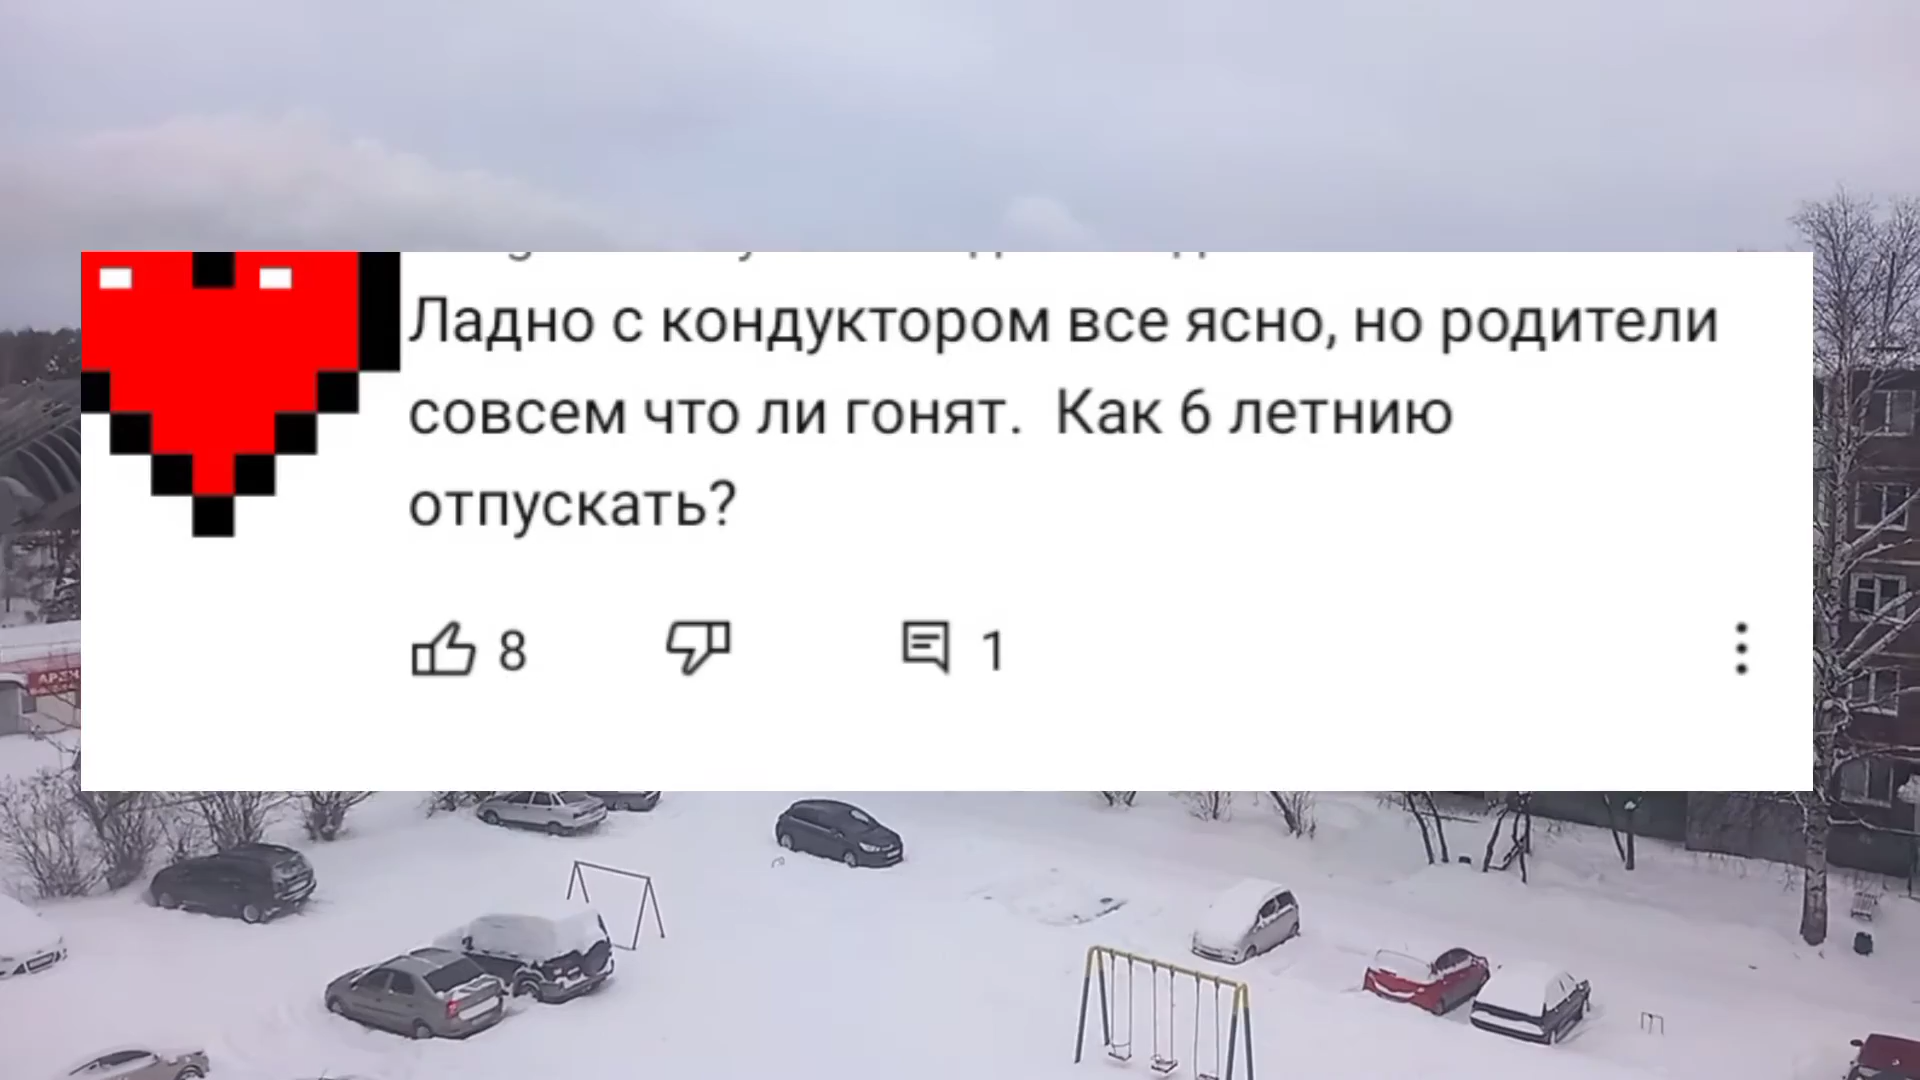 Ладно с кондуктором все ясно, но родители
совсем что ли гонят. Как 6 летнию
отпускать?
8 1